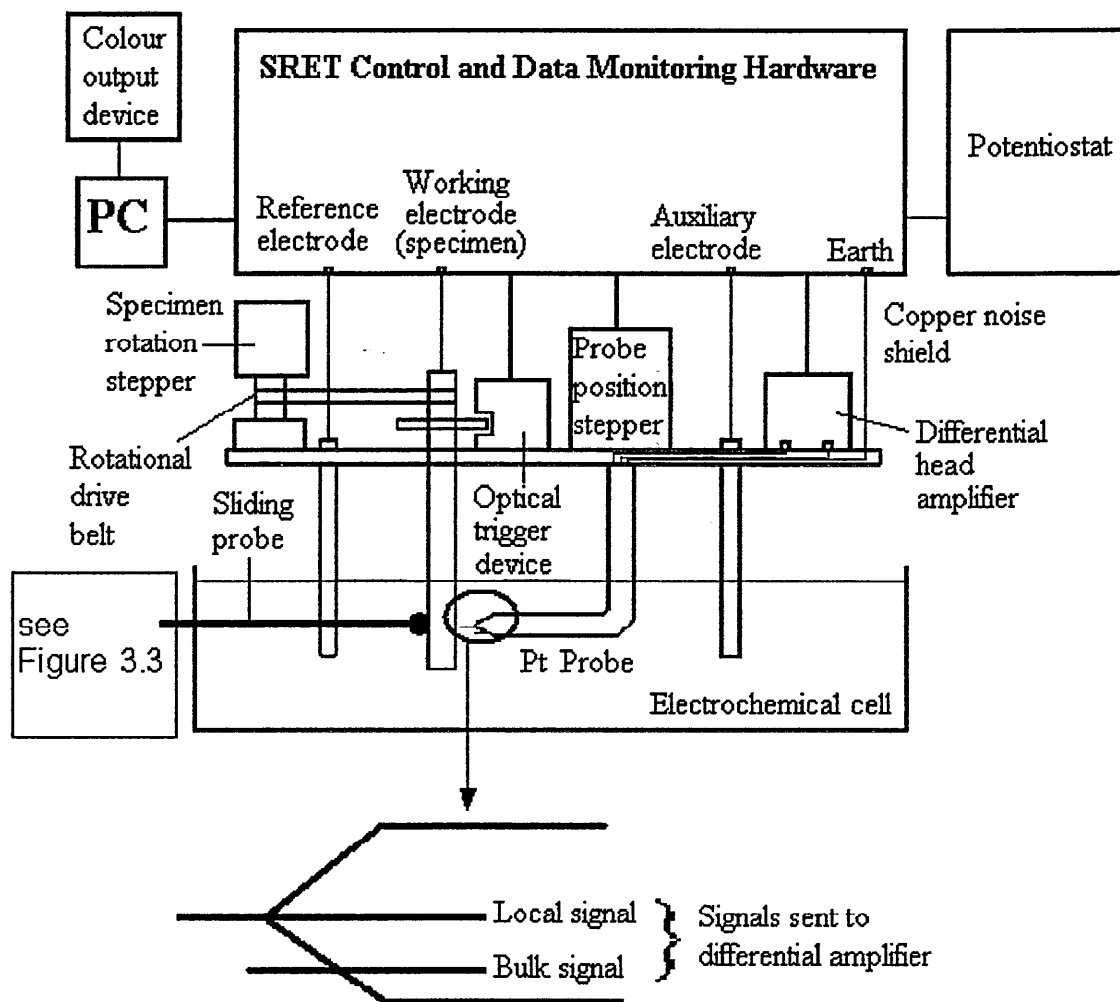 Colour
output
device
SRET Control and Data Monitoring Hardware
Potentiostat
PC
Reference
electrode
Working
electrode
(specimen)
Auxiliary
electrode
Earth
Specimen
rotation
stepper
Probe
position
stepper
Copper noise
shield
Rotational
drive
belt
Sliding
probe
Optical
trigger
device
Differential
head
amplifier
see
Figure 3.3
Pt Probe
Electrochemical cell
Local signal
Bulk signal
Signals sent to
differential amplifier